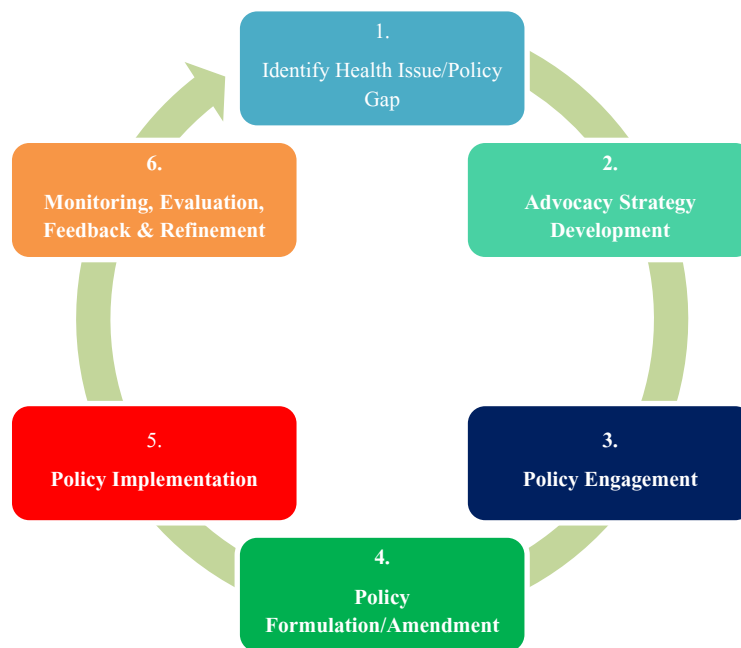 1.
Identify Health Issue/Policy
Gap
2.
Advocacy Strategy
Development
3.
Policy Engagement
4.
Policy
Formulation/Amendment
5.
Policy Implementation
6.
Monitoring, Evaluation,
Feedback & Refinement